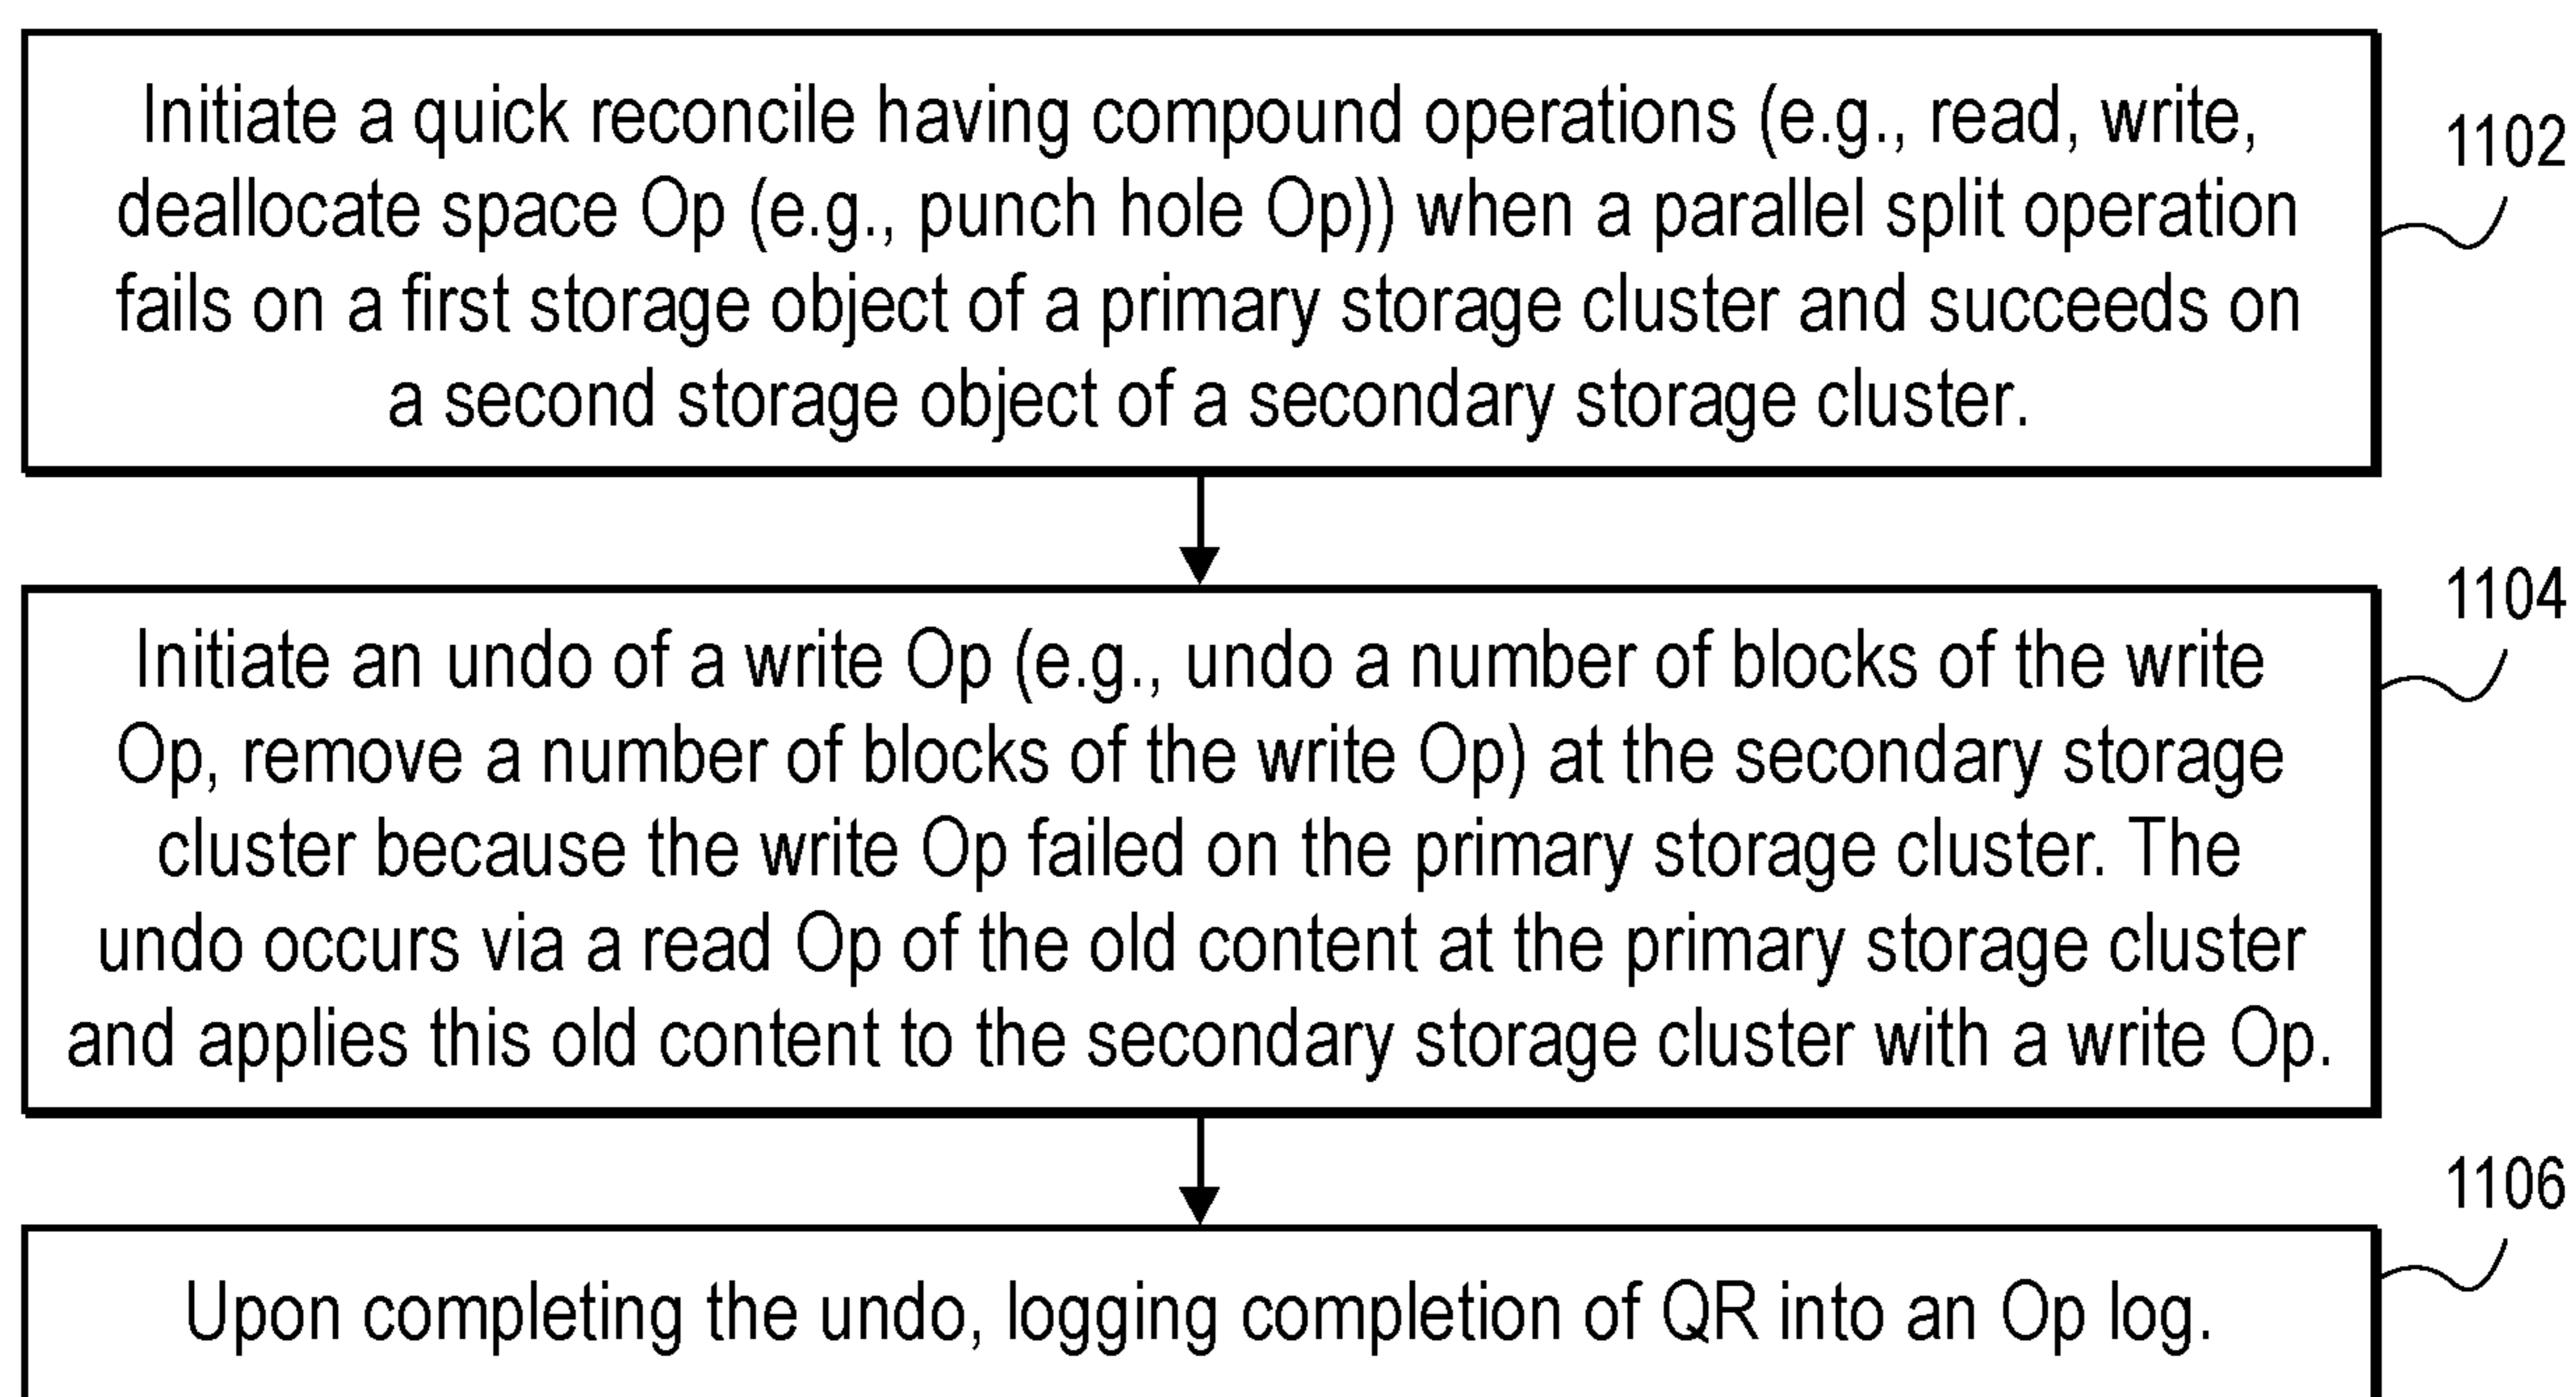 Initiate a quick reconcile having compound operations (e.g., read, write,
deallocate space Op (e.g., punch hole Op)) when a parallel split operation
fails on a first storage object of a primary storage cluster and succeeds on
a second storage object of a secondary storage cluster.
1102
Initiate an undo of a write Op (e.g., undo a number of blocks of the write
Op, remove a number of blocks of the write Op) at the secondary storage
cluster because the write Op failed on the primary storage cluster. The
undo occurs via a read Op of the old content at the primary storage cluster
and applies this old content to the secondary storage cluster with a write Op.
1104
Upon completing the undo, logging completion of QR into an Op log.
1106